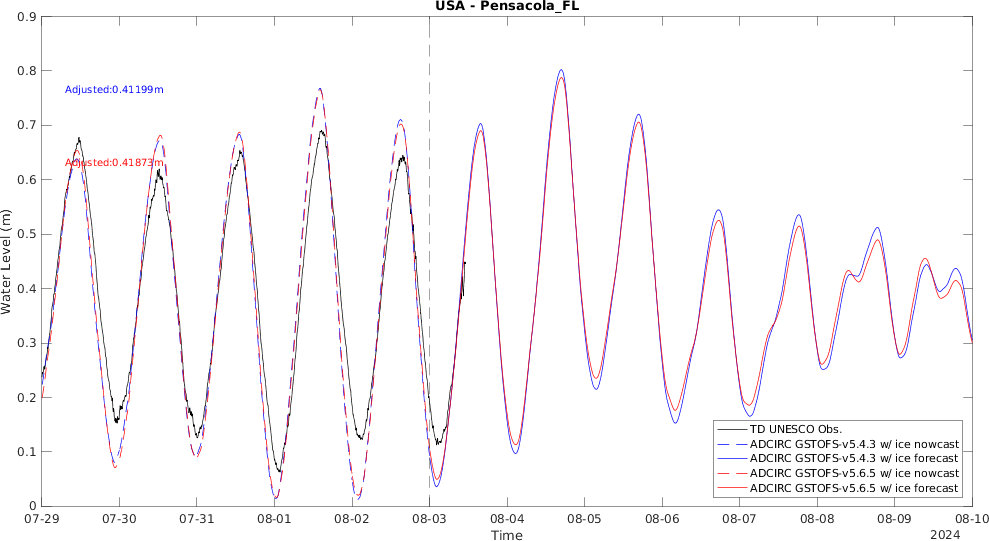 USA - Pensacola_FL
0.9
0.8
0.7
0.6
0.5
0.4
0.3
0.2
0.1
0
Water Level (m)
Adjusted:0.41199m
Adjusted:0.41873m
TD UNESCO Obs.
ADCIRC GSTOFS-v5.4.3 w/ ice nowcast
ADCIRC GSTOFS-v5.4.3 w/ ice forecast
ADCIRC GSTOFS-v5.6.5 w/ ice nowcast
ADCIRC GSTOFS-v5.6.5 w/ ice forecast
07-29 07-30 07-31 08-01 08-02 08-03 08-04 08-05 08-06 08-07 08-08 08-09 08-10
Time
2024